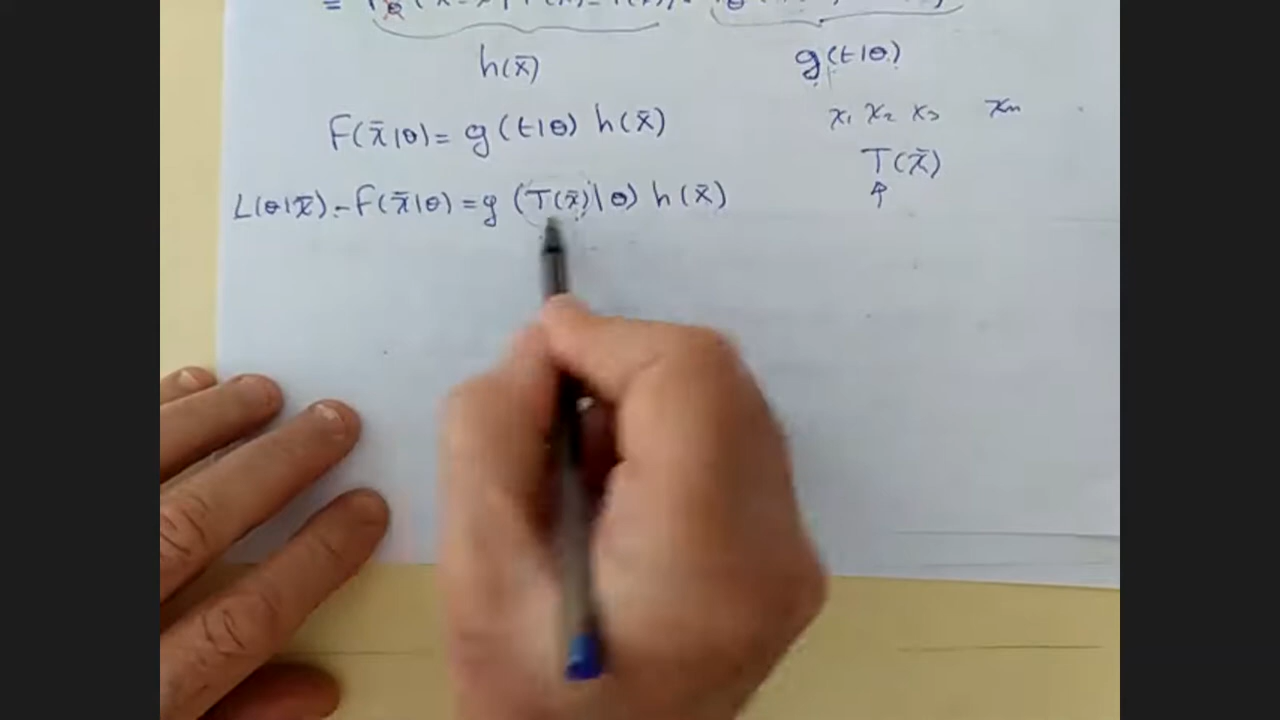 h(x̄)
g(t|θ)
x₁ x₂ x₃ xₙ
F(x̄|θ) = g(t|θ) h(x̄)
T(x̄)
L(θ|x̄) = F(x̄|θ) = g (T(x̄)|θ) h(x̄)